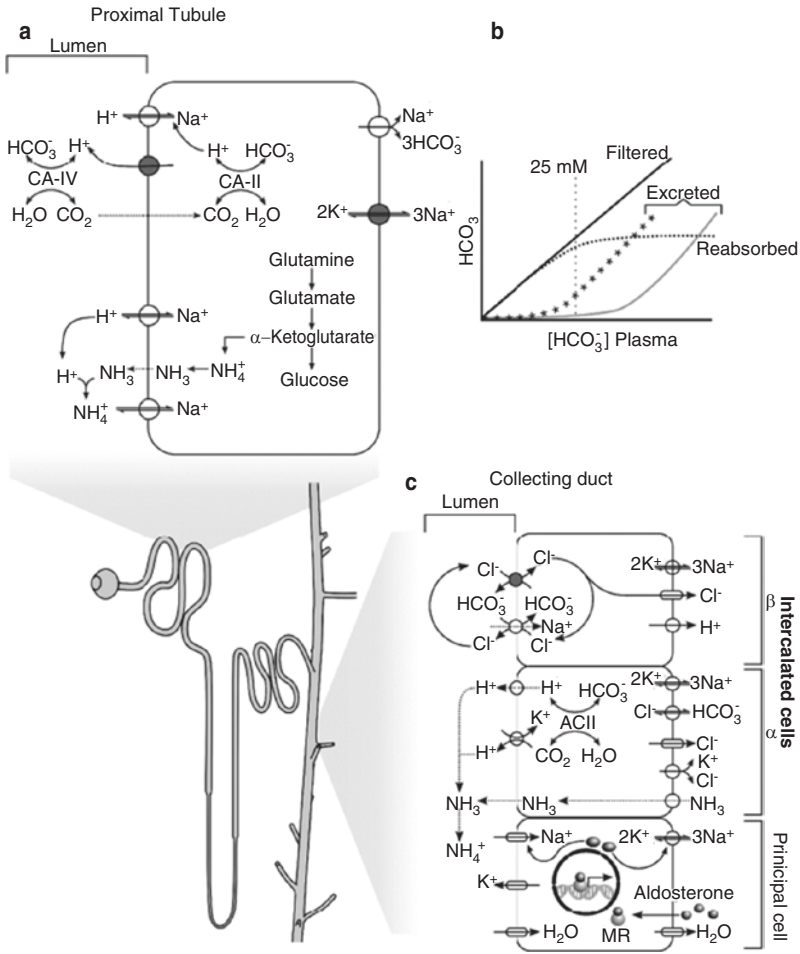 Proximal Tubule
a
Lumen
H⁺ Na⁺
HCO₃⁻ H⁺
H⁺ HCO₃⁻
CA-IV
CA-II
H₂O CO₂
CO₂ H₂O
Na⁺
3HCO₃⁻
2K⁺ 3Na⁺
Glutamine
Glutamate
α–Ketoglutarate
Glucose
H⁺ Na⁺
H⁺ NH₃ NH₃ NH₄⁺
NH₄⁺ Na⁺
b
Filtered
25 mM
Excreted
Reabsorbed
HCO₃
[HCO₃⁻] Plasma
c
Collecting duct
Lumen
Cl⁻ Cl⁻
2K⁺ 3Na⁺
Cl⁻
HCO₃⁻ HCO₃⁻
Na⁺
H⁺
Cl⁻ Cl⁻
β
Intercalated cells
α
H⁺ H⁺ HCO₃⁻
2K⁺ 3Na⁺
K⁺ ACII
Cl⁻ HCO₃⁻
H⁺
CO₂ H₂O
Cl⁻
K⁺
Cl⁻
NH₃ NH₃ NH₃
NH₄⁺
Na⁺ 2K⁺ 3Na⁺
K⁺
Aldosterone
MR
H₂O H₂O
Prinicipal cell